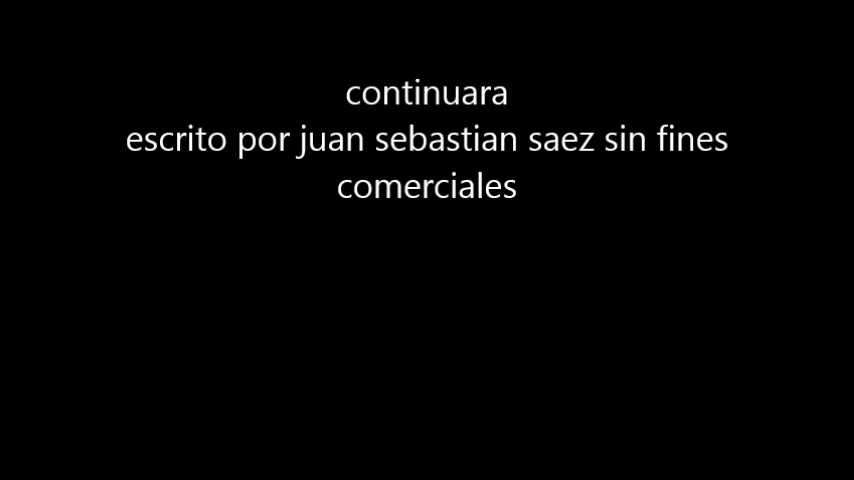 continuara
escrito por juan sebastian saez sin fines
comerciales